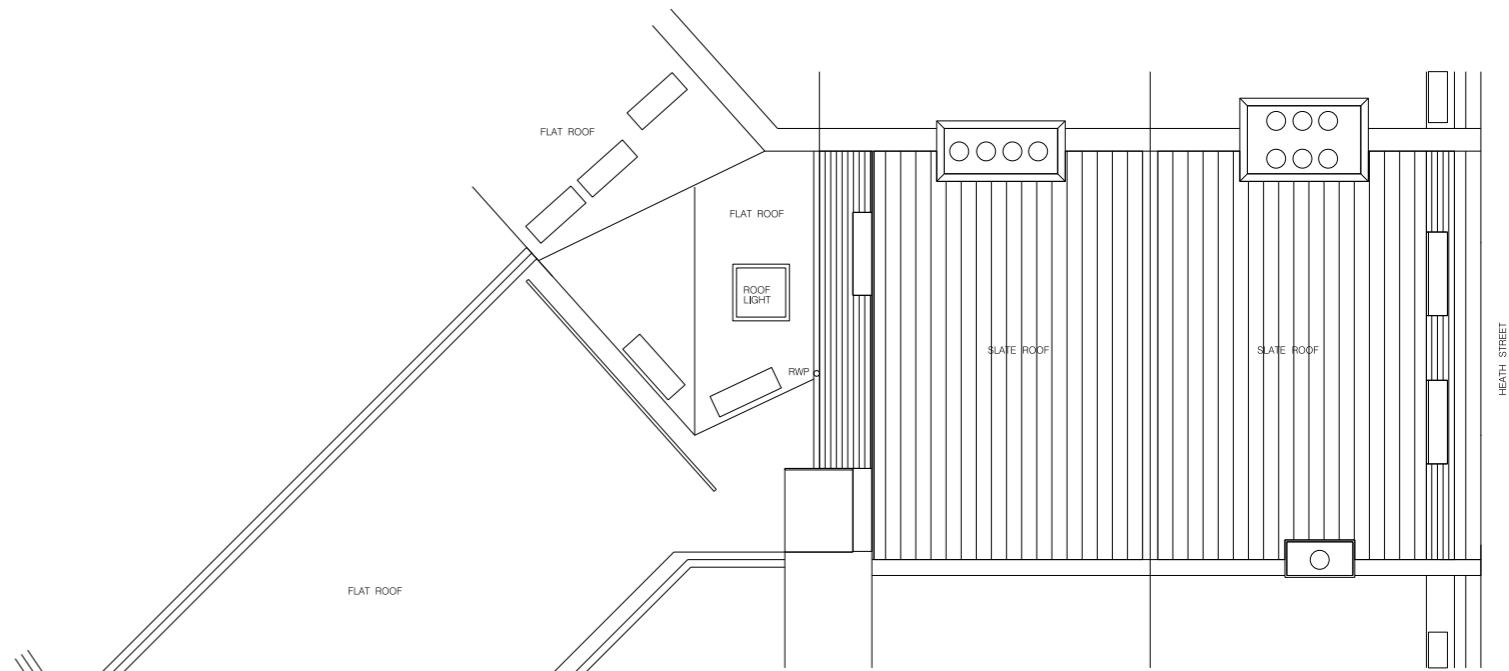 FLAT ROOF
FLAT ROOF
ROOF
LIGHT
RWP
SLATE ROOF
SLATE ROOF
HEATH STREET
FLAT ROOF